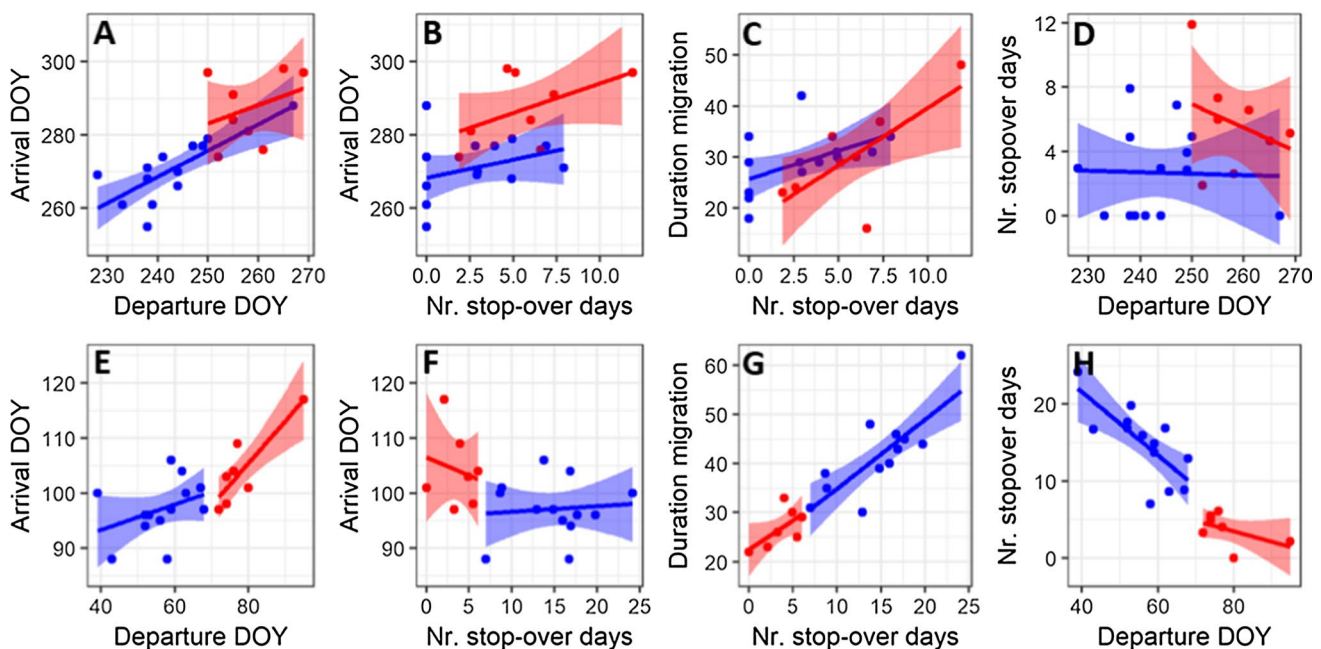 A
Arrival DOY
300
280
260
230 240 250 260 270
Departure DOY
B
Arrival DOY
300
280
260
0.0 2.5 5.0 7.5 10.0
Nr. stop-over days
C
Duration migration
50
40
30
20
0.0 2.5 5.0 7.5 10.0
Nr. stop-over days
D
Nr. stopover days
12
8
4
0
230 240 250 260 270
Departure DOY
E
Arrival DOY
120
110
100
90
40 60 80
Departure DOY
F
Arrival DOY
120
110
100
90
0 5 10 15 20 25
Nr. stop-over days
G
Duration migration
60
50
40
30
20
0 5 10 15 20 25
Nr. stop-over days
H
Nr. stopover days
20
10
0
40 60 80
Departure DOY